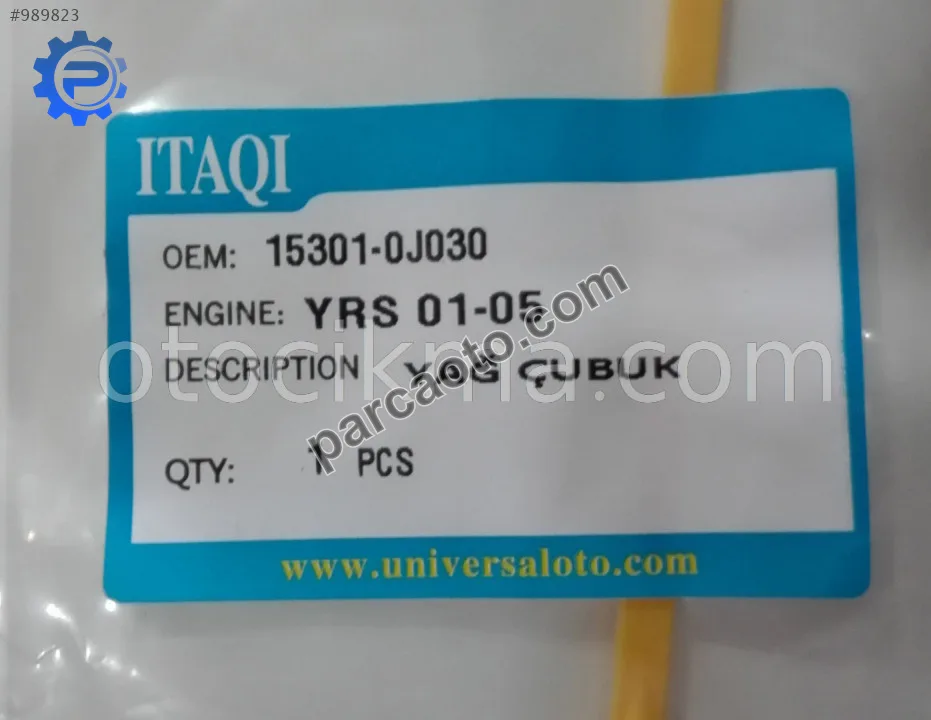 #989823
P
ITAQI
OEM: 15301-0J030
ENGINE: YRS 01-05
DESCRIPTION YAĞ ÇUBUK
otocikma.com
parcaoto.com
QTY: 1 PCS
www.universaloto.com